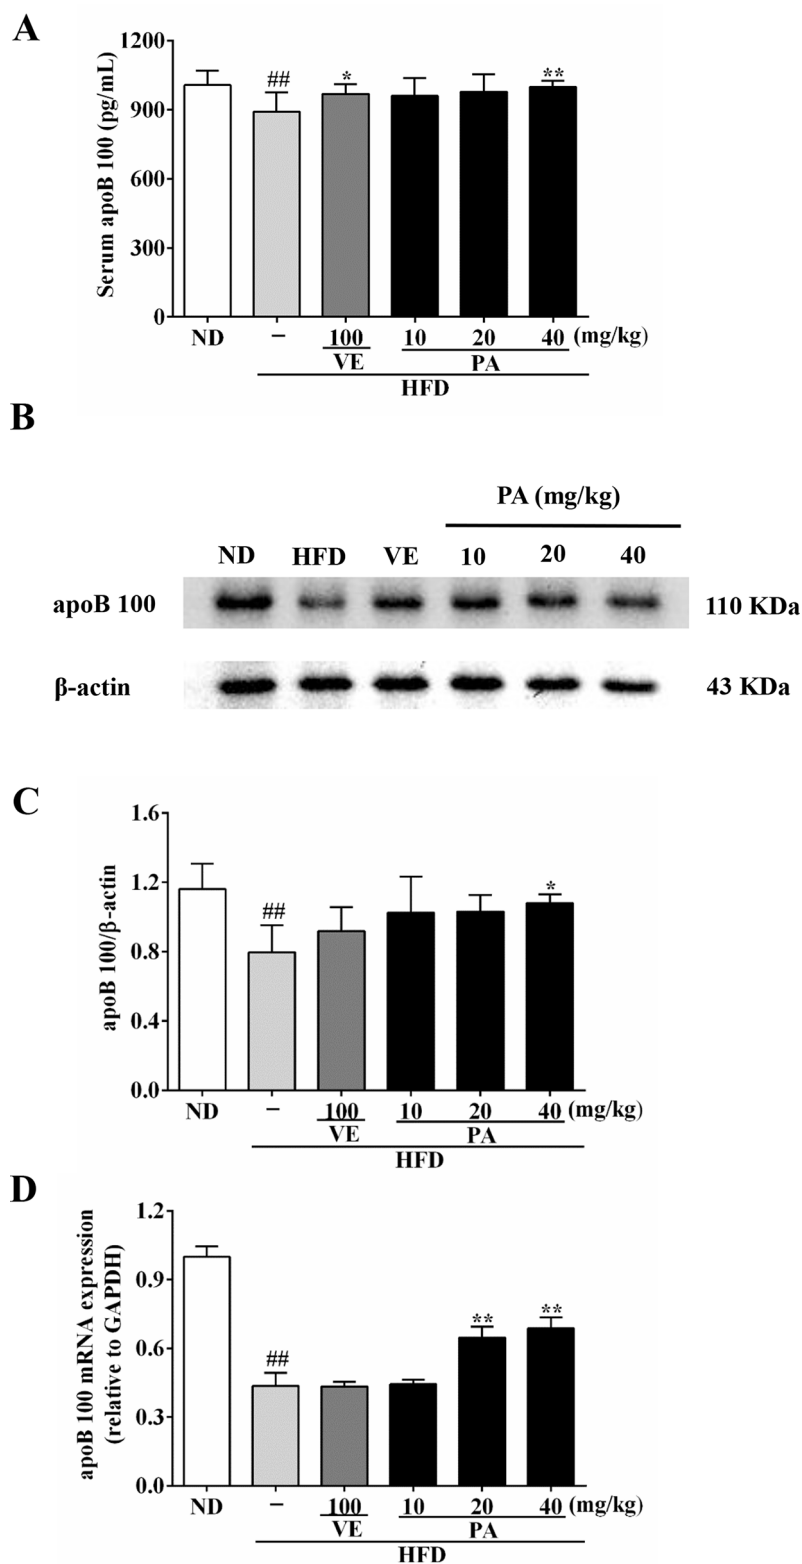 A
Serum apoB 100 (pg/mL)
1200
900
600
300
0
##
*
**
ND
–
100
10
20
40
(mg/kg)
VE
PA
HFD
B
PA (mg/kg)
ND
HFD
VE
10
20
40
apoB 100
110 KDa
β-actin
43 KDa
C
apoB 100/β-actin
1.6
1.2
0.8
0.4
0.0
##
*
ND
–
100
10
20
40
(mg/kg)
VE
PA
HFD
D
apoB 100 mRNA expression
(relative to GAPDH)
1.2
0.9
0.6
0.3
0.0
##
**
**
ND
–
100
10
20
40
(mg/kg)
VE
PA
HFD